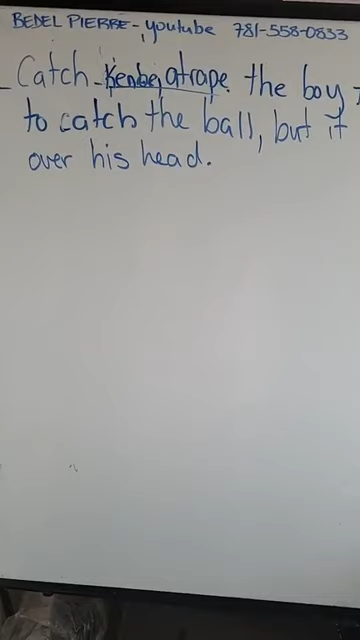 BEDEL PIERRE - youtube 781-558-0833
Catch - kenbe, atrape. the boy
to catch the ball, but it
over his head.